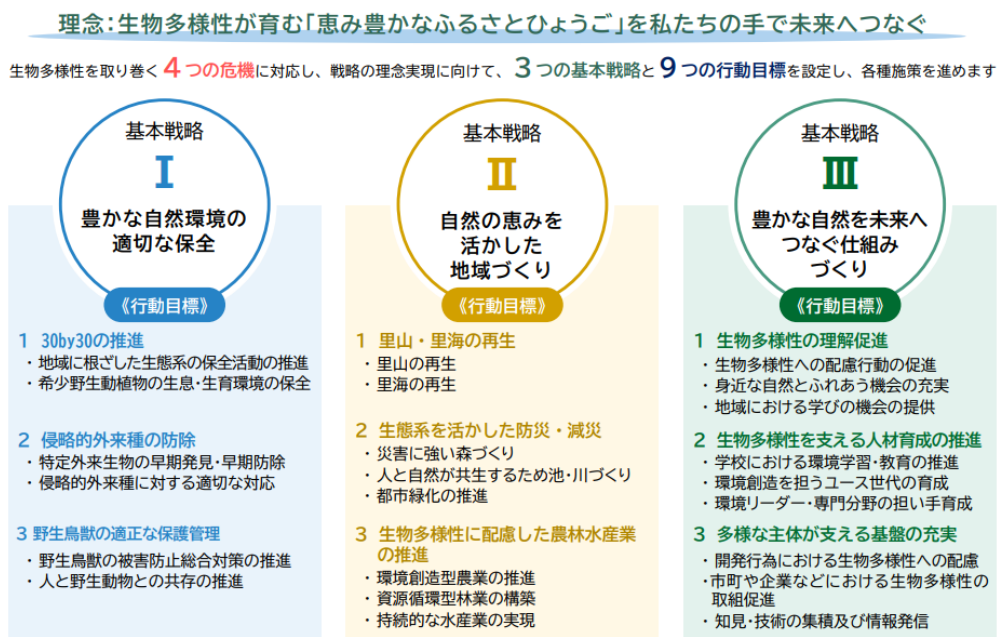 理念：生物多様性が育む「恵み豊かなふるさとひょうご」を私たちの手で未来へつなぐ
生物多様性を取り巻く４つの危機に対応し、戦略の理念実現に向けて、３つの基本戦略と９つの行動目標を設定し、各種施策を進めます
基本戦略
Ⅰ
豊かな自然環境の
適切な保全
《行動目標》
1 30by30の推進
・地域に根ざした生態系の保全活動の推進
・希少野生動植物の生息･生育環境の保全
2 侵略的外来種の防除
・特定外来生物の早期発見･早期防除
・侵略的外来種に対する適切な対応
3 野生鳥獣の適正な保護管理
・野生鳥獣の被害防止総合対策の推進
・人と野生動物との共存の推進
基本戦略
Ⅱ
自然の恵みを
活かした
地域づくり
《行動目標》
1 里山・里海の再生
・里山の再生
・里海の再生
2 生態系を活かした防災・減災
・災害に強い森づくり
・人と自然が共生するため池･川づくり
・都市緑化の推進
3 生物多様性に配慮した農林水産業
の推進
・環境創造型農業の推進
・資源循環型林業の構築
・持続的な水産業の実現
基本戦略
Ⅲ
豊かな自然を未来へ
つなぐ仕組み
づくり
《行動目標》
1 生物多様性の理解促進
・生物多様性への配慮行動の促進
・身近な自然とふれあう機会の充実
・地域における学びの機会の提供
2 生物多様性を支える人材育成の推進
・学校における環境学習･教育の推進
・環境創造を担うユース世代の育成
・環境リーダー･専門分野の担い手育成
3 多様な主体が支える基盤の充実
・開発行為における生物多様性への配慮
・市町や企業などにおける生物多様性の
取組促進
・知見･技術の集積及び情報発信